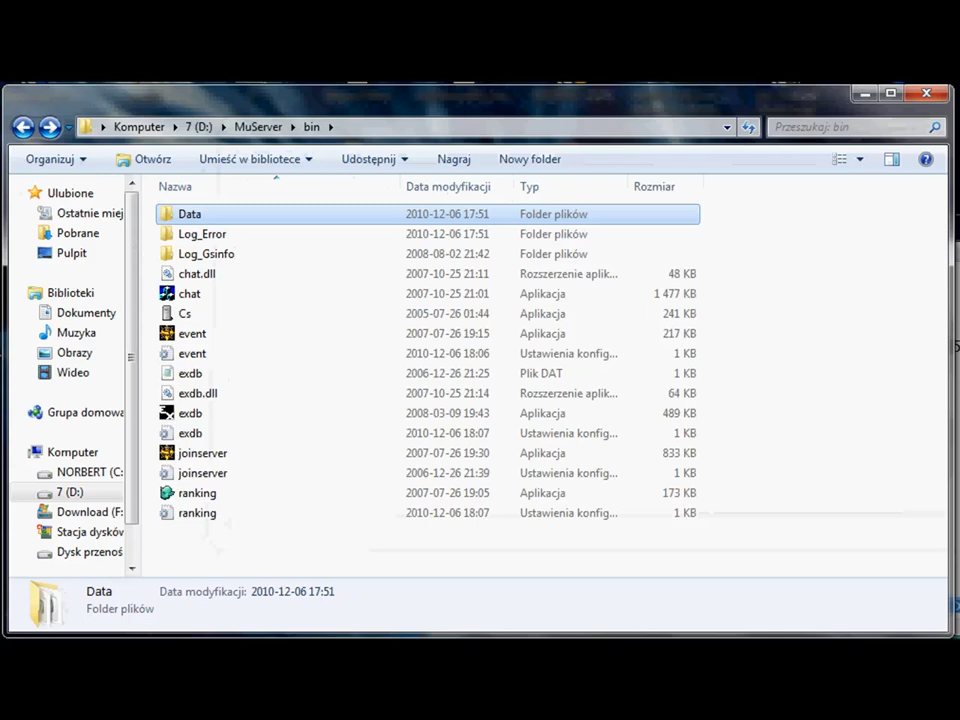 Komputer 7 (D:) MuServer bin
Przeszukaj: bin
Organizuj Otwórz Umieść w bibliotece Udostępnij Nagraj Nowy folder
Nazwa Data modyfikacji Typ Rozmiar
Ulubione
Ostatnie miej
Pobrane
Pulpit
Biblioteki
Dokumenty
Muzyka
Obrazy
Wideo
Grupa domowa
Komputer
NORBERT (C:
7 (D:)
Download (F:
Stacja dysków
Dysk przenoś
Data 2010-12-06 17:51 Folder plików
Log_Error 2010-12-06 17:51 Folder plików
Log_Gsinfo 2008-08-02 21:42 Folder plików
chat.dll 2007-10-25 21:11 Rozszerzenie aplik... 48 KB
chat 2007-10-25 21:01 Aplikacja 1 477 KB
Cs 2005-07-26 01:44 Aplikacja 241 KB
event 2007-07-26 19:15 Aplikacja 217 KB
event 2010-12-06 18:06 Ustawienia konfig... 1 KB
exdb 2006-12-26 21:25 Plik DAT 1 KB
exdb.dll 2007-10-25 21:14 Rozszerzenie aplik... 64 KB
exdb 2008-03-09 19:43 Aplikacja 489 KB
exdb 2010-12-06 18:07 Ustawienia konfig... 1 KB
joinserver 2007-07-26 19:30 Aplikacja 833 KB
joinserver 2006-12-26 21:39 Ustawienia konfig... 1 KB
ranking 2007-07-26 19:05 Aplikacja 173 KB
ranking 2010-12-06 18:07 Ustawienia konfig... 1 KB
Data Data modyfikacji: 2010-12-06 17:51
Folder plików